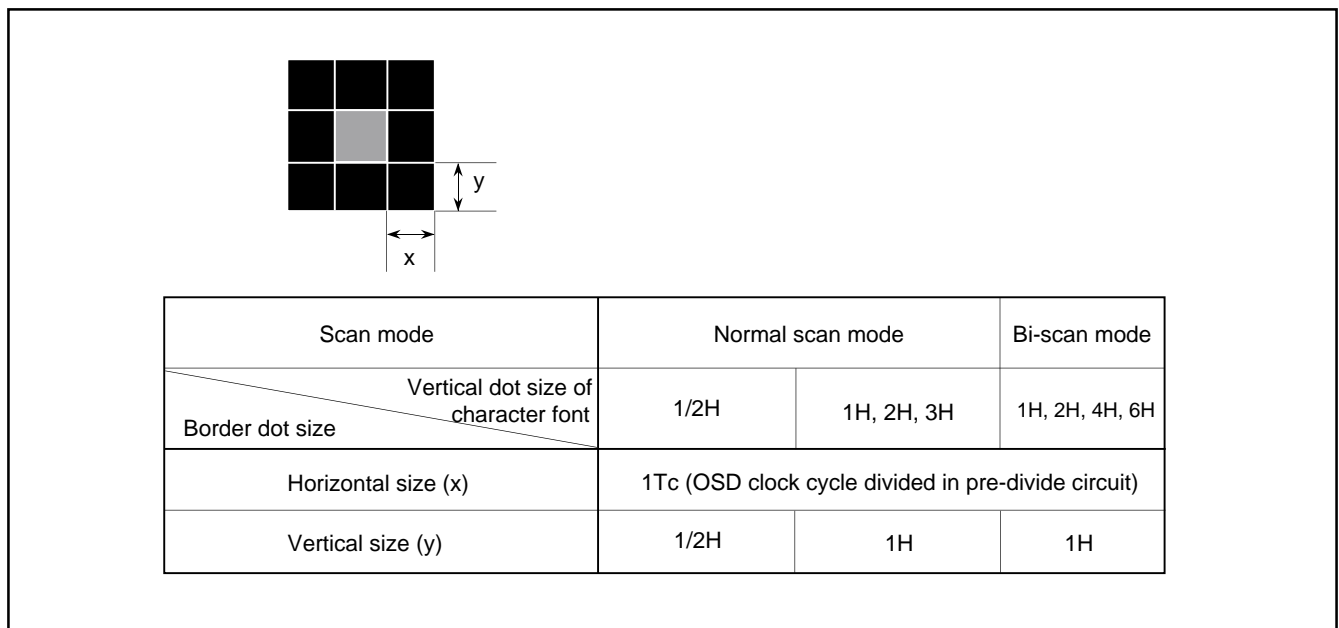 y
x
Scan mode
Normal scan mode
Bi-scan mode
Vertical dot size of
character font
Border dot size
1/2H
1H, 2H, 3H
1H, 2H, 4H, 6H
Horizontal size (x)
1Tc (OSD clock cycle divided in pre-divide circuit)
Vertical size (y)
1/2H
1H
1H